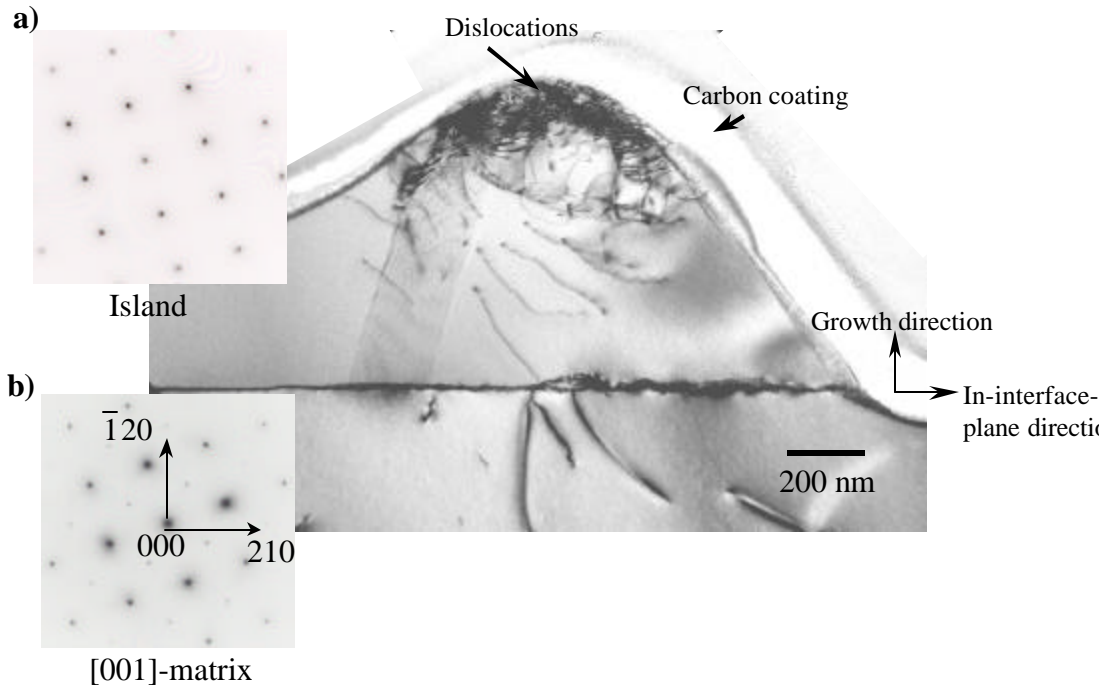 a)
Dislocations
Carbon coating
Island
Growth direction
b)
In-interface-
plane directio
1̅20
000
210
200 nm
[001]-matrix